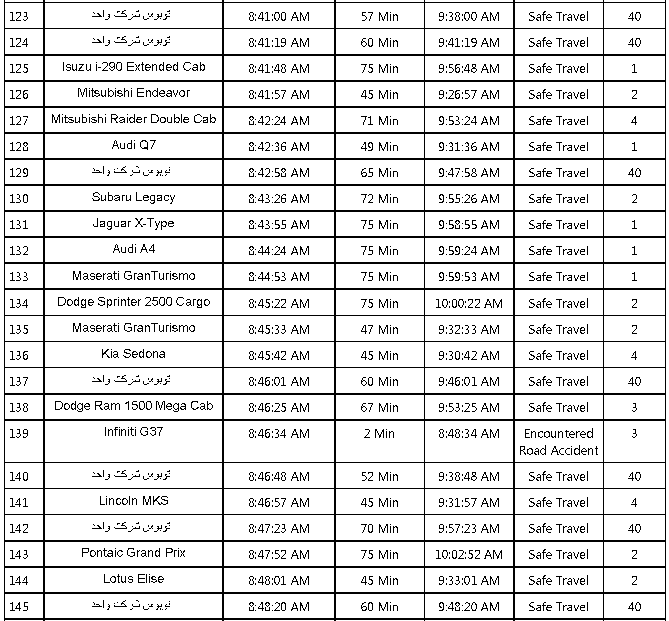 123 توبوس شرکت واحد 8:41:00 AM 57 Min 9:38:00 AM Safe Travel 40
124 توبوس شرکت واحد 8:41:19 AM 60 Min 9:41:19 AM Safe Travel 40
125 Isuzu i-290 Extended Cab 8:41:48 AM 75 Min 9:56:48 AM Safe Travel 1
126 Mitsubishi Endeavor 8:41:57 AM 45 Min 9:26:57 AM Safe Travel 2
127 Mitsubishi Raider Double Cab 8:42:24 AM 71 Min 9:53:24 AM Safe Travel 4
128 Audi Q7 8:42:36 AM 49 Min 9:31:36 AM Safe Travel 1
129 توبوس شرکت واحد 8:42:58 AM 65 Min 9:47:58 AM Safe Travel 40
130 Subaru Legacy 8:43:26 AM 72 Min 9:55:26 AM Safe Travel 2
131 Jaguar X-Type 8:43:55 AM 75 Min 9:58:55 AM Safe Travel 1
132 Audi A4 8:44:24 AM 75 Min 9:59:24 AM Safe Travel 1
133 Maserati GranTurismo 8:44:53 AM 75 Min 9:59:53 AM Safe Travel 1
134 Dodge Sprinter 2500 Cargo 8:45:22 AM 75 Min 10:00:22 AM Safe Travel 2
135 Maserati GranTurismo 8:45:33 AM 47 Min 9:32:33 AM Safe Travel 2
136 Kia Sedona 8:45:42 AM 45 Min 9:30:42 AM Safe Travel 4
137 توبوس شرکت واحد 8:46:01 AM 60 Min 9:46:01 AM Safe Travel 40
138 Dodge Ram 1500 Mega Cab 8:46:25 AM 67 Min 9:53:25 AM Safe Travel 3
139 Infiniti G37 8:46:34 AM 2 Min 8:48:34 AM Encountered 3
Road Accident
140 توبوس شرکت واحد 8:46:48 AM 52 Min 9:38:48 AM Safe Travel 40
141 Lincoln MKS 8:46:57 AM 45 Min 9:31:57 AM Safe Travel 4
142 توبوس شرکت واحد 8:47:23 AM 70 Min 9:57:23 AM Safe Travel 40
143 Pontaic Grand Prix 8:47:52 AM 75 Min 10:02:52 AM Safe Travel 2
144 Lotus Elise 8:48:01 AM 45 Min 9:33:01 AM Safe Travel 2
145 توبوس شرکت واحد 8:48:20 AM 60 Min 9:48:20 AM Safe Travel 40